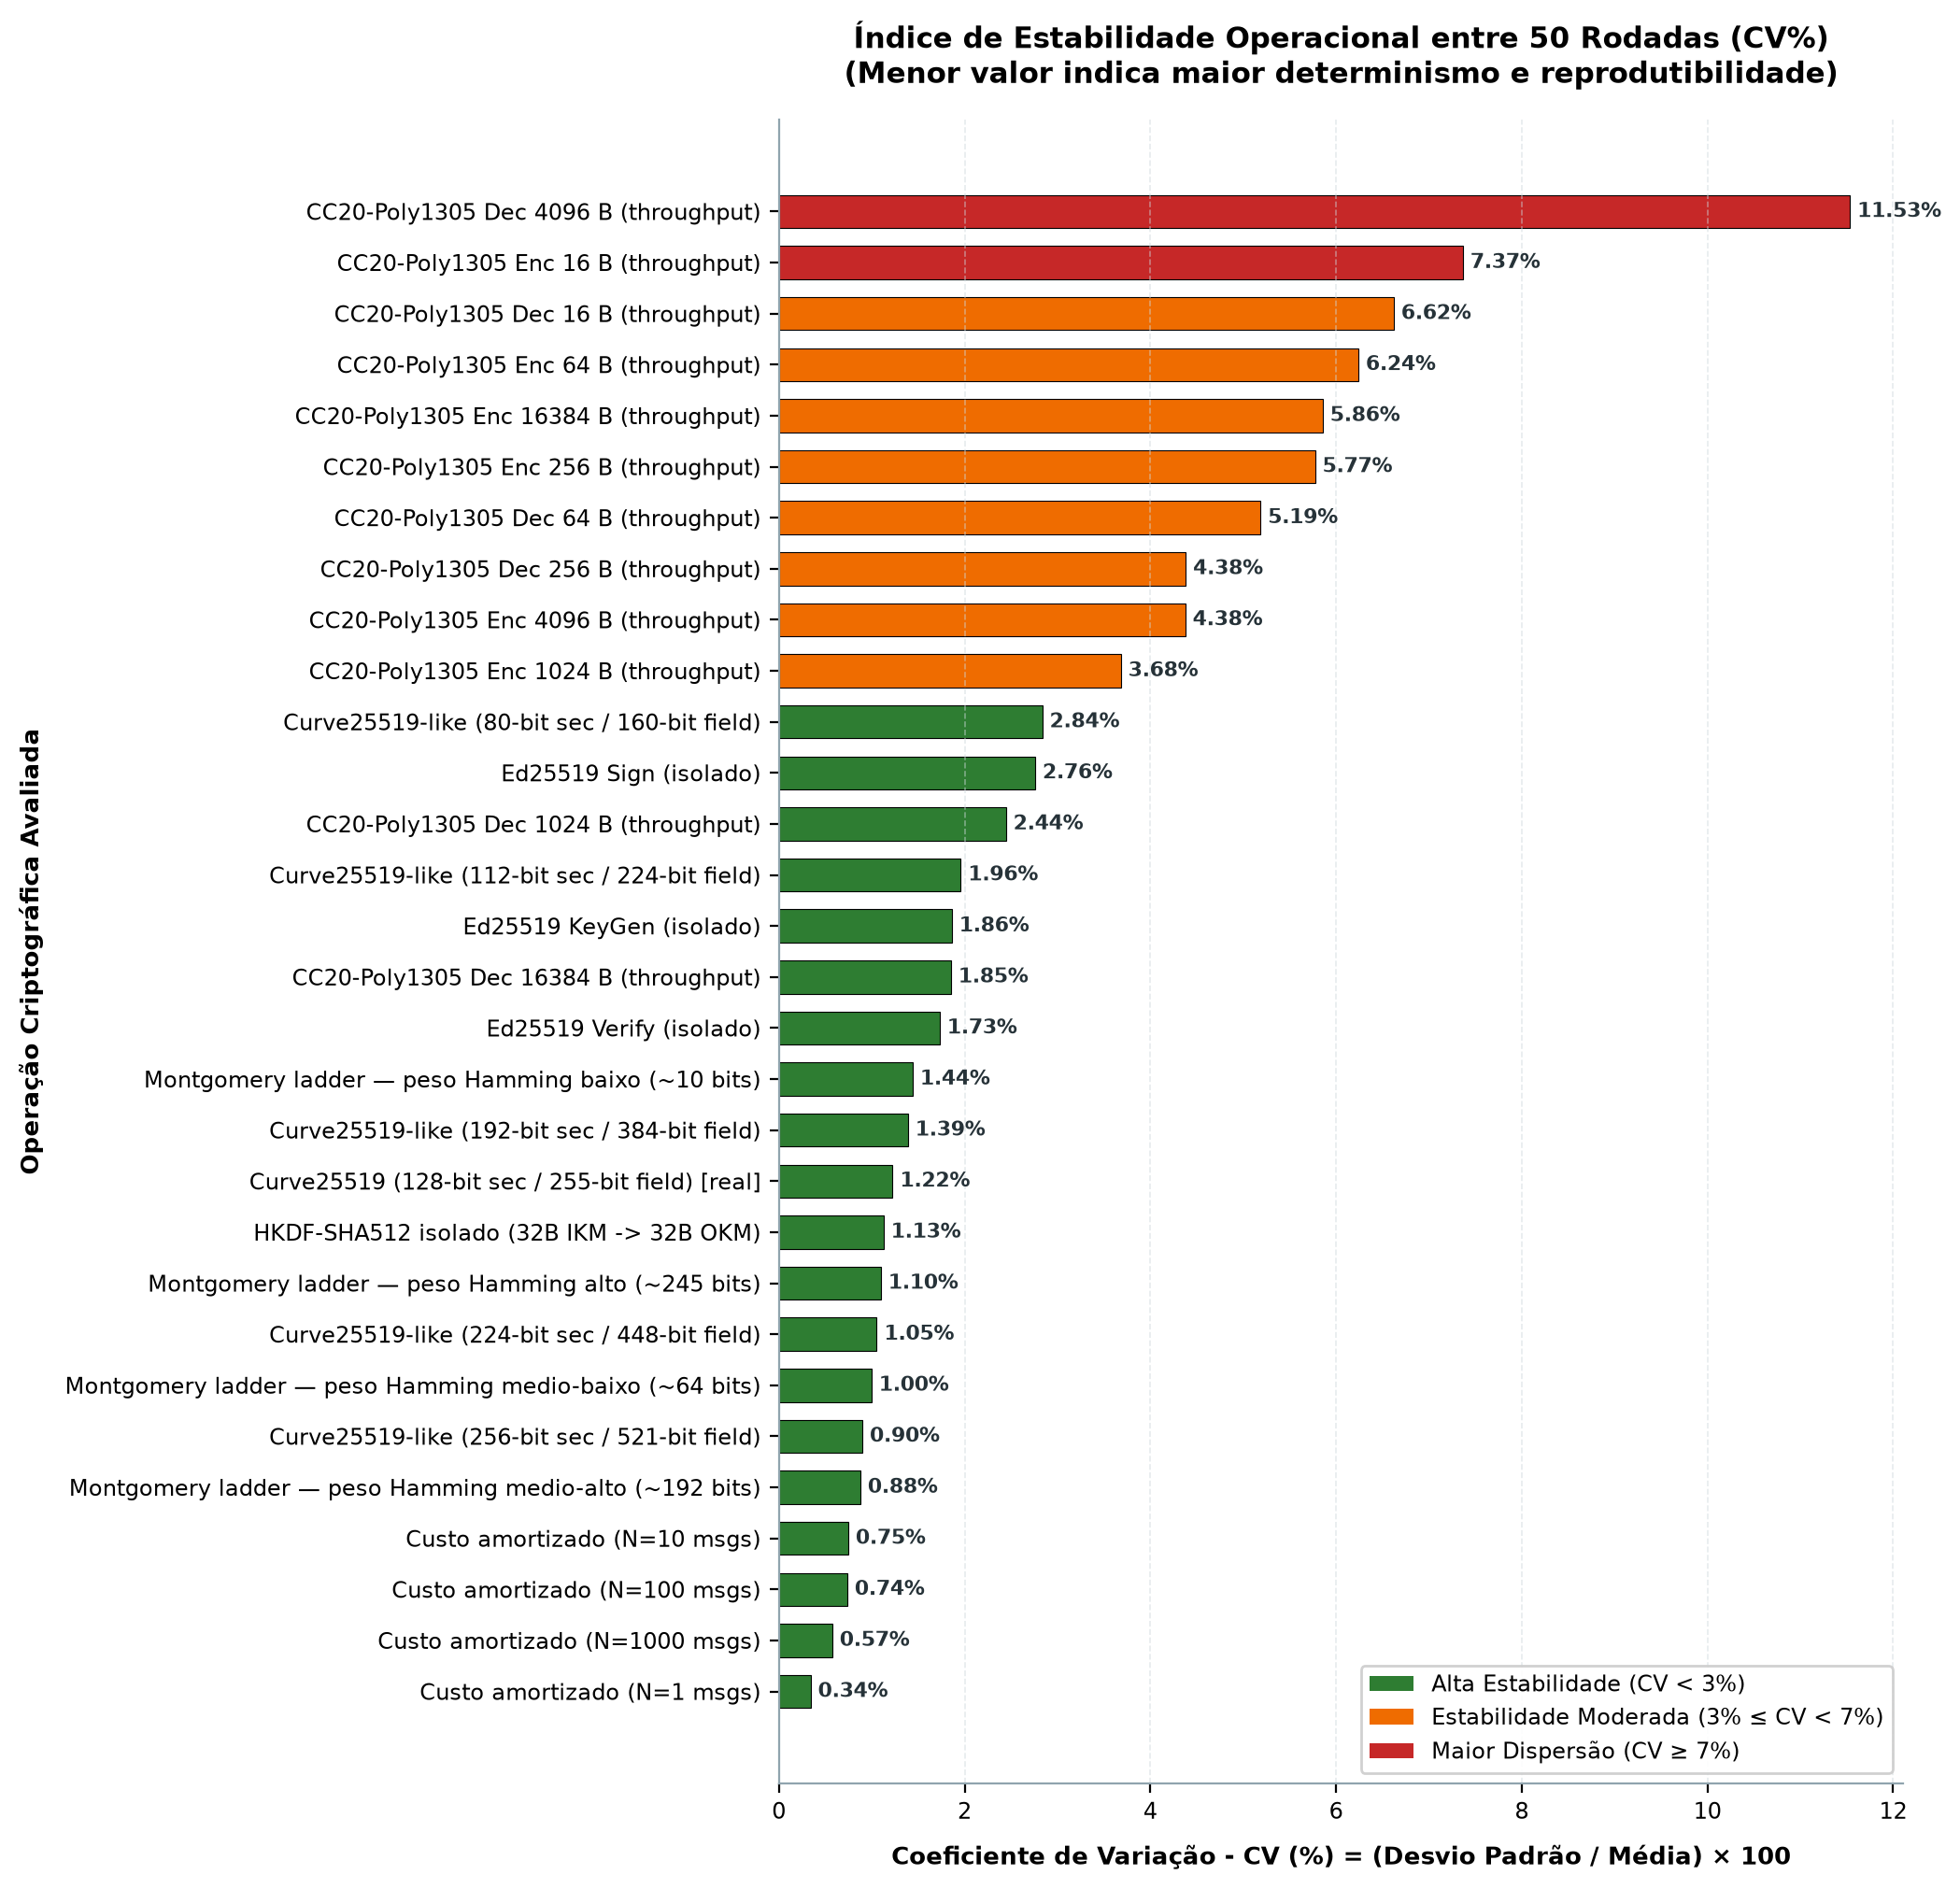 Índice de Estabilidade Operacional entre 50 Rodadas (CV%)
(Menor valor indica maior determinismo e reprodutibilidade)
Operação Criptográfica Avaliada
CC20-Poly1305 Dec 4096 B (throughput) 11.53%
CC20-Poly1305 Enc 16 B (throughput) 7.37%
CC20-Poly1305 Dec 16 B (throughput) 6.62%
CC20-Poly1305 Enc 64 B (throughput) 6.24%
CC20-Poly1305 Enc 16384 B (throughput) 5.86%
CC20-Poly1305 Enc 256 B (throughput) 5.77%
CC20-Poly1305 Dec 64 B (throughput) 5.19%
CC20-Poly1305 Dec 256 B (throughput) 4.38%
CC20-Poly1305 Enc 4096 B (throughput) 4.38%
CC20-Poly1305 Enc 1024 B (throughput) 3.68%
Curve25519-like (80-bit sec / 160-bit field) 2.84%
Ed25519 Sign (isolado) 2.76%
CC20-Poly1305 Dec 1024 B (throughput) 2.44%
Curve25519-like (112-bit sec / 224-bit field) 1.96%
Ed25519 KeyGen (isolado) 1.86%
CC20-Poly1305 Dec 16384 B (throughput) 1.85%
Ed25519 Verify (isolado) 1.73%
Montgomery ladder — peso Hamming baixo (~10 bits) 1.44%
Curve25519-like (192-bit sec / 384-bit field) 1.39%
Curve25519 (128-bit sec / 255-bit field) [real] 1.22%
HKDF-SHA512 isolado (32B IKM -> 32B OKM) 1.13%
Montgomery ladder — peso Hamming alto (~245 bits) 1.10%
Curve25519-like (224-bit sec / 448-bit field) 1.05%
Montgomery ladder — peso Hamming medio-baixo (~64 bits) 1.00%
Curve25519-like (256-bit sec / 521-bit field) 0.90%
Montgomery ladder — peso Hamming medio-alto (~192 bits) 0.88%
Custo amortizado (N=10 msgs) 0.75%
Custo amortizado (N=100 msgs) 0.74%
Custo amortizado (N=1000 msgs) 0.57%
Custo amortizado (N=1 msgs) 0.34%
Alta Estabilidade (CV < 3%)
Estabilidade Moderada (3% ≤ CV < 7%)
Maior Dispersão (CV ≥ 7%)
0 2 4 6 8 10 12
Coeficiente de Variação - CV (%) = (Desvio Padrão / Média) × 100